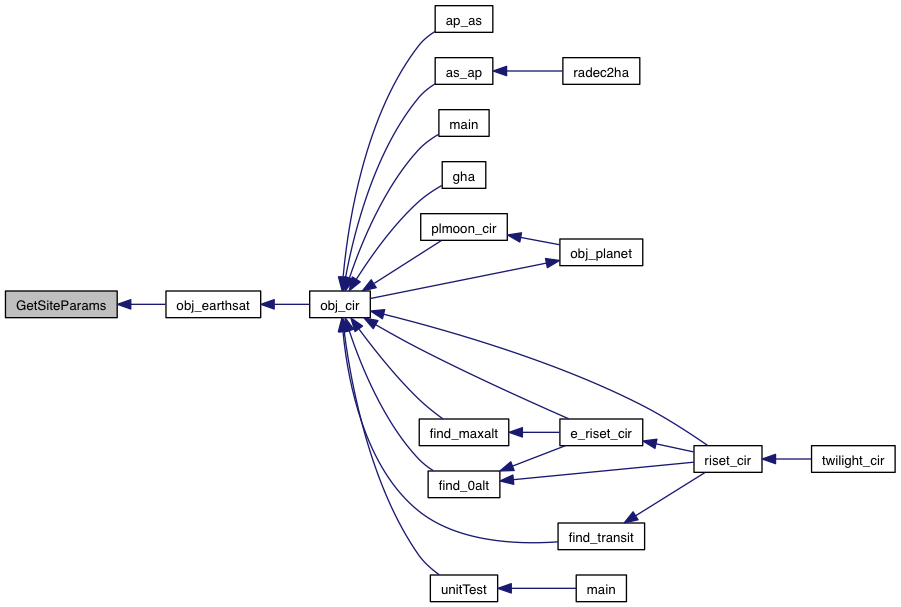 ap_as
as_ap
radec2ha
main
gha
plmoon_cir
obj_planet
GetSiteParams
obj_earthsat
obj_cir
find_maxalt
e_riset_cir
riset_cir
twilight_cir
find_0alt
find_transit
unitTest
main